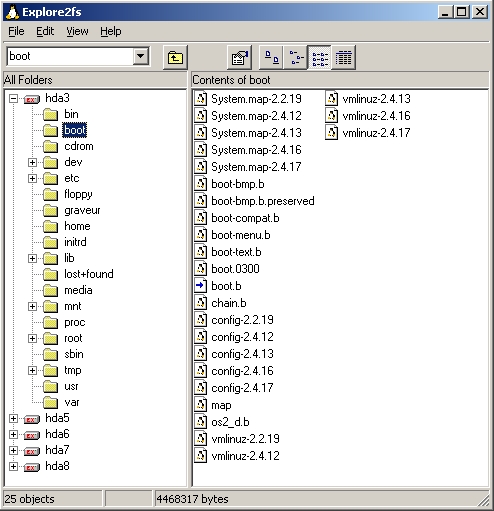 Explore2fs
File Edit View Help
boot
All Folders
Contents of boot
hda3
bin
boot
cdrom
dev
etc
floppy
graveur
home
initrd
lib
lost+found
media
mnt
proc
root
sbin
tmp
usr
var
hda5
hda6
hda7
hda8
System.map-2.2.19
System.map-2.4.12
System.map-2.4.13
System.map-2.4.16
System.map-2.4.17
boot-bmp.b
boot-bmp.b.preserved
boot-compat.b
boot-menu.b
boot-text.b
boot.0300
boot.b
chain.b
config-2.2.19
config-2.4.12
config-2.4.13
config-2.4.16
config-2.4.17
map
os2_d.b
vmlinuz-2.2.19
vmlinuz-2.4.12
vmlinuz-2.4.13
vmlinuz-2.4.16
vmlinuz-2.4.17
25 objects
4468317 bytes